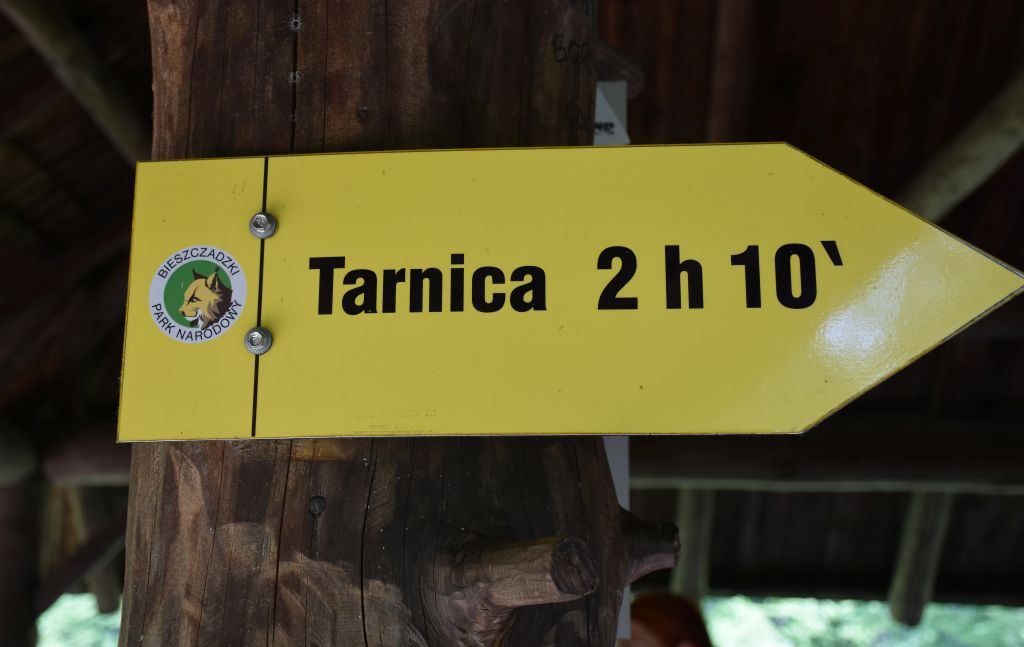 BIESZCZADZKI
PARK NARODOWY
Tarnica 2 h 10`